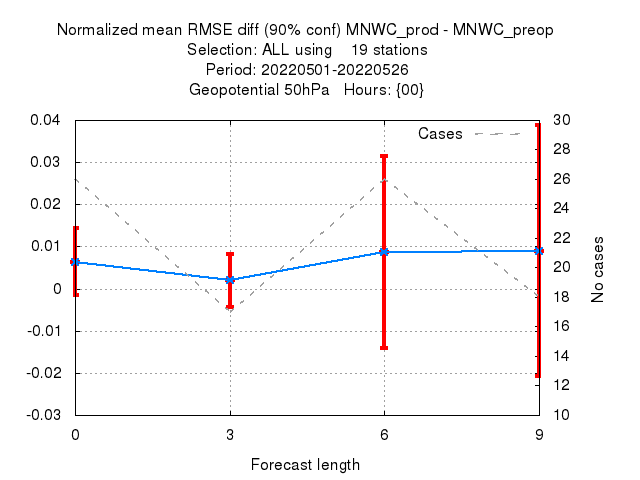 Normalized mean RMSE diff (90% conf) MNWC_prod - MNWC_preop
Selection: ALL using 19 stations
Period: 20220501-20220526
Geopotential 50hPa Hours: {00}
Cases
0.04
0.03
0.02
0.01
0
-0.01
-0.02
-0.03
30
28
26
24
22
20
18
16
14
12
10
No cases
0 3 6 9
Forecast length